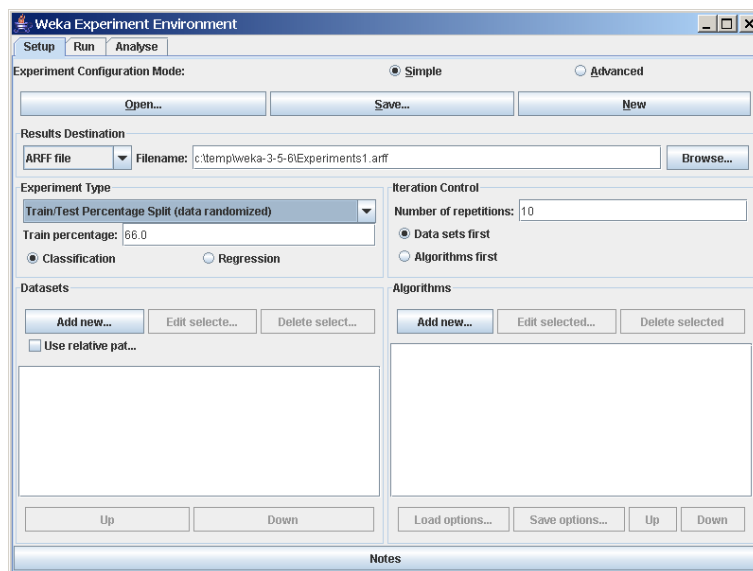 Weka Experiment Environment
Setup Run Analyse
Experiment Configuration Mode: Simple Advanced
Open... Save... New
Results Destination
ARFF file Filename: c:\temp\weka-3-5-6\Experiments1.arff Browse...
Experiment Type
Train/Test Percentage Split (data randomized)
Train percentage: 66.0
Classification Regression
Iteration Control
Number of repetitions: 10
Data sets first
Algorithms first
Datasets
Add new... Edit selecte... Delete select...
Use relative pat...
Up Down
Algorithms
Add new... Edit selected... Delete selected
Load options... Save options... Up Down
Notes